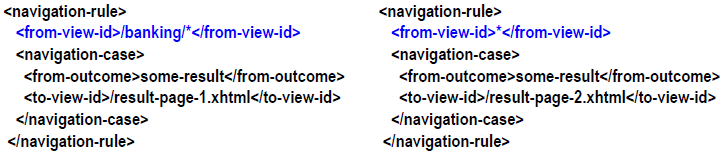 <navigation-rule>
<from-view-id>/banking/*</from-view-id>
<navigation-case>
<from-outcome>some-result</from-outcome>
<to-view-id>/result-page-1.xhtml</to-view-id>
</navigation-case>
</navigation-rule>
<navigation-rule>
<from-view-id>*</from-view-id>
<navigation-case>
<from-outcome>some-result</from-outcome>
<to-view-id>/result-page-2.xhtml</to-view-id>
</navigation-case>
</navigation-rule>